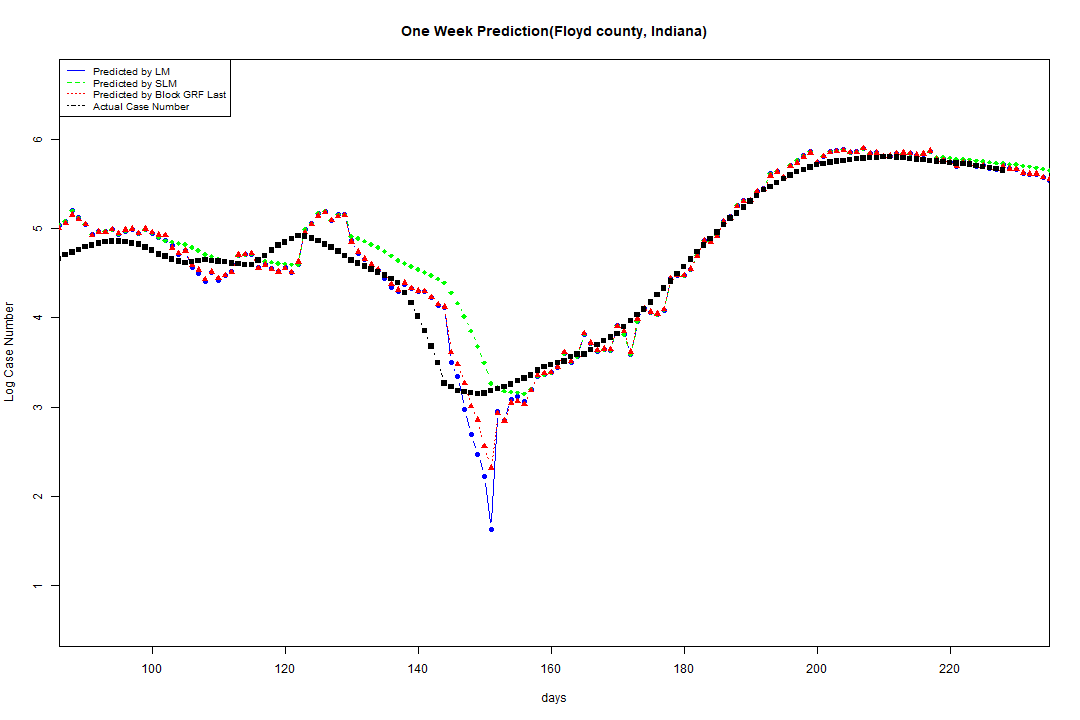 One Week Prediction(Floyd county, Indiana)
Predicted by LM
Predicted by SLM
Predicted by Block GRF Last
Actual Case Number
6
5
4
3
2
1
Log Case Number
100 120 140 160 180 200 220
days